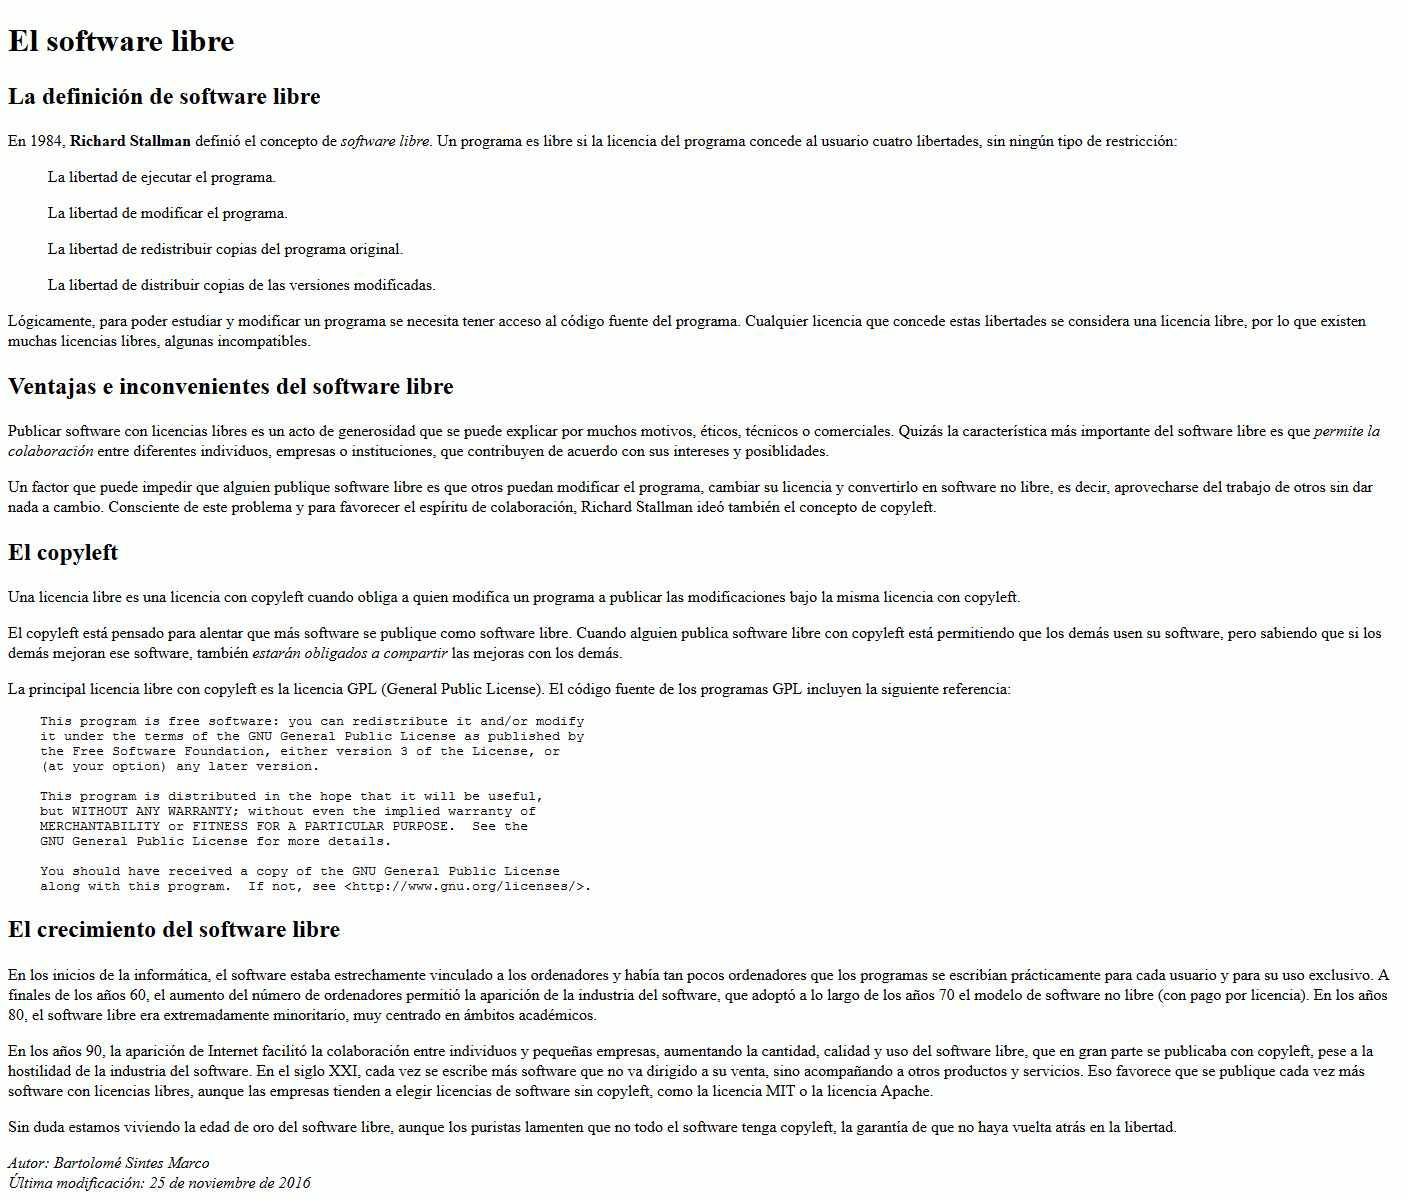 El software libre
La definición de software libre
En 1984, Richard Stallman definió el concepto de software libre. Un programa es libre si la licencia del programa concede al usuario cuatro libertades, sin ningún tipo de restricción:
La libertad de ejecutar el programa.
La libertad de modificar el programa.
La libertad de redistribuir copias del programa original.
La libertad de distribuir copias de las versiones modificadas.
Lógicamente, para poder estudiar y modificar un programa se necesita tener acceso al código fuente del programa. Cualquier licencia que concede estas libertades se considera una licencia libre, por lo que existen
muchas licencias libres, algunas incompatibles.
Ventajas e inconvenientes del software libre
Publicar software con licencias libres es un acto de generosidad que se puede explicar por muchos motivos, éticos, técnicos o comerciales. Quizás la característica más importante del software libre es que permite la
colaboración entre diferentes individuos, empresas o instituciones, que contribuyen de acuerdo con sus intereses y posiblidades.
Un factor que puede impedir que alguien publique software libre es que otros puedan modificar el programa, cambiar su licencia y convertirlo en software no libre, es decir, aprovecharse del trabajo de otros sin dar
nada a cambio. Consciente de este problema y para favorecer el espíritu de colaboración, Richard Stallman ideó también el concepto de copyleft.
El copyleft
Una licencia libre es una licencia con copyleft cuando obliga a quien modifica un programa a publicar las modificaciones bajo la misma licencia con copyleft.
El copyleft está pensado para alentar que más software se publique como software libre. Cuando alguien publica software libre con copyleft está permitiendo que los demás usen su software, pero sabiendo que si los
demás mejoran ese software, también estarán obligados a compartir las mejoras con los demás.
La principal licencia libre con copyleft es la licencia GPL (General Public License). El código fuente de los programas GPL incluyen la siguiente referencia:
This program is free software: you can redistribute it and/or modify
it under the terms of the GNU General Public License as published by
the Free Software Foundation, either version 3 of the License, or
(at your option) any later version.
This program is distributed in the hope that it will be useful,
but WITHOUT ANY WARRANTY; without even the implied warranty of
MERCHANTABILITY or FITNESS FOR A PARTICULAR PURPOSE.  See the
GNU General Public License for more details.
You should have received a copy of the GNU General Public License
along with this program.  If not, see <http://www.gnu.org/licenses/>.
El crecimiento del software libre
En los inicios de la informática, el software estaba estrechamente vinculado a los ordenadores y había tan pocos ordenadores que los programas se escribían prácticamente para cada usuario y para su uso exclusivo. A
finales de los años 60, el aumento del número de ordenadores permitió la aparición de la industria del software, que adoptó a lo largo de los años 70 el modelo de software no libre (con pago por licencia). En los años
80, el software libre era extremadamente minoritario, muy centrado en ámbitos académicos.
En los años 90, la aparición de Internet facilitó la colaboración entre individuos y pequeñas empresas, aumentando la cantidad, calidad y uso del software libre, que en gran parte se publicaba con copyleft, pese a la
hostilidad de la industria del software. En el siglo XXI, cada vez se escribe más software que no va dirigido a su venta, sino acompañando a otros productos y servicios. Eso favorece que se publique cada vez más
software con licencias libres, aunque las empresas tienden a elegir licencias de software sin copyleft, como la licencia MIT o la licencia Apache.
Sin duda estamos viviendo la edad de oro del software libre, aunque los puristas lamenten que no todo el software tenga copyleft, la garantía de que no haya vuelta atrás en la libertad.
Autor: Bartolomé Sintes Marco
Última modificación: 25 de noviembre de 2016